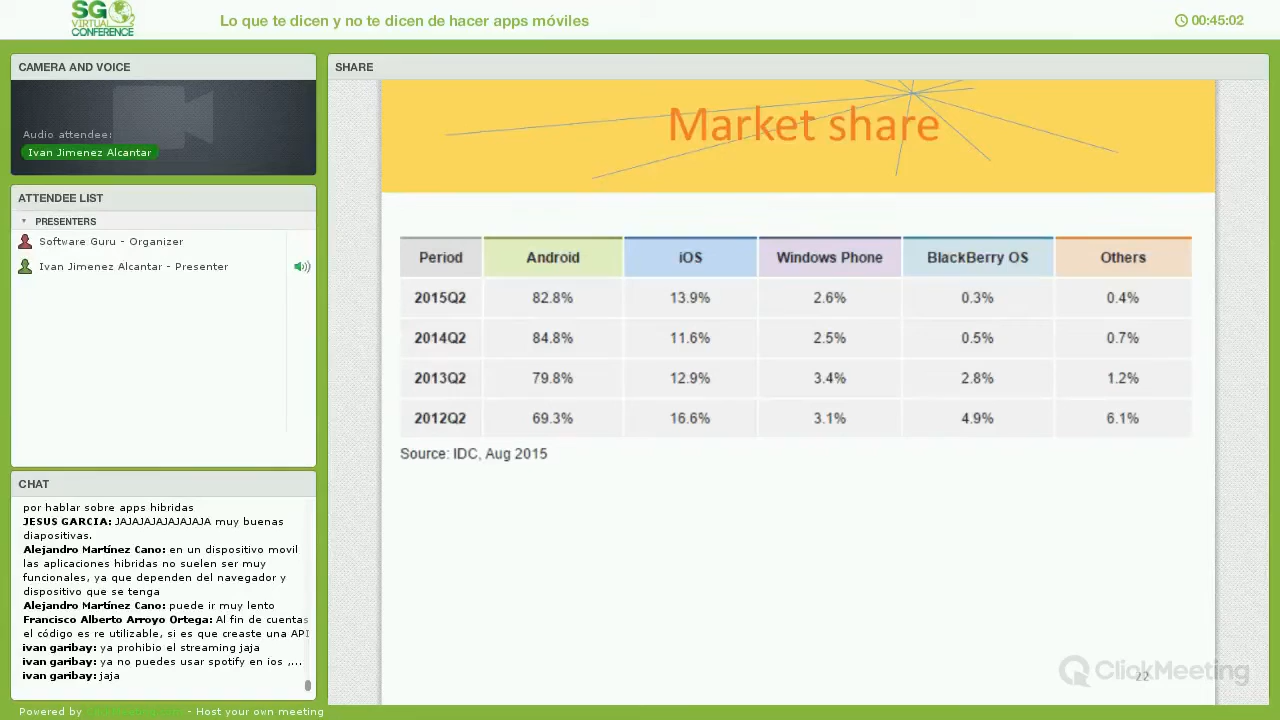 SG
VIRTUAL
CONFERENCE
Lo que te dicen y no te dicen de hacer apps móviles
00:45:02
CAMERA AND VOICE
Audio attendee:
Ivan Jimenez Alcantar
ATTENDEE LIST
PRESENTERS
Software Guru - Organizer
Ivan Jimenez Alcantar - Presenter
CHAT
por hablar sobre apps hibridas
JESUS GARCIA: JAJAJAJAJAJAJAJA muy buenas
diapositivas.
Alejandro Martínez Cano: en un dispositivo movil
las aplicaciones hibridas no suelen ser muy
funcionales, ya que dependen del navegador y
dispositivo que se tenga
Alejandro Martínez Cano: puede ir muy lento
Francisco Alberto Arroyo Ortega: Al fin de cuentas
el código es re utilizable, si es que creaste una API
ivan garibay: ya prohibio el streaming jaja
ivan garibay: ya no puedes usar spotify en ios ,...
ivan garibay: jaja
Powered by - Host your own meeting
SHARE
Market share
Period Android iOS Windows Phone BlackBerry OS Others
2015Q2 82.8% 13.9% 2.6% 0.3% 0.4%
2014Q2 84.8% 11.6% 2.5% 0.5% 0.7%
2013Q2 79.8% 12.9% 3.4% 2.8% 1.2%
2012Q2 69.3% 16.6% 3.1% 4.9% 6.1%
Source: IDC, Aug 2015
ClickMeeting
22